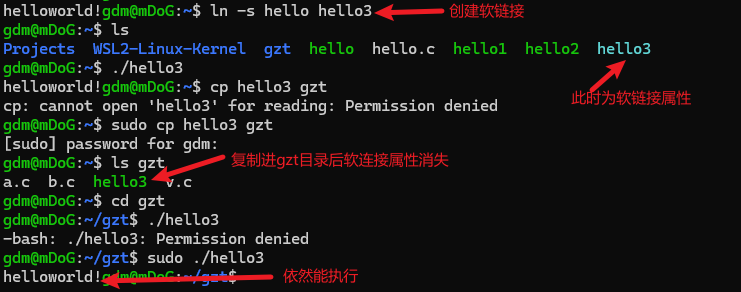 helloworld!gdm@mDoG:~$ ln -s hello hello3 创建软链接
gdm@mDoG:~$ ls
Projects WSL2-Linux-Kernel gzt hello hello.c hello1 hello2 hello3
gdm@mDoG:~$ ./hello3
helloworld!gdm@mDoG:~$ cp hello3 gzt 此时为软链接属性
cp: cannot open 'hello3' for reading: Permission denied
gdm@mDoG:~$ sudo cp hello3 gzt
[sudo] password for gdm:
gdm@mDoG:~$ ls gzt 复制进gzt目录后软连接属性消失
a.c b.c hello3 v.c
gdm@mDoG:~$ cd gzt
gdm@mDoG:~/gzt$ ./hello3
-bash: ./hello3: Permission denied
gdm@mDoG:~/gzt$ sudo ./hello3
helloworld!gdm@mDoG:~/gzt$ 依然能执行